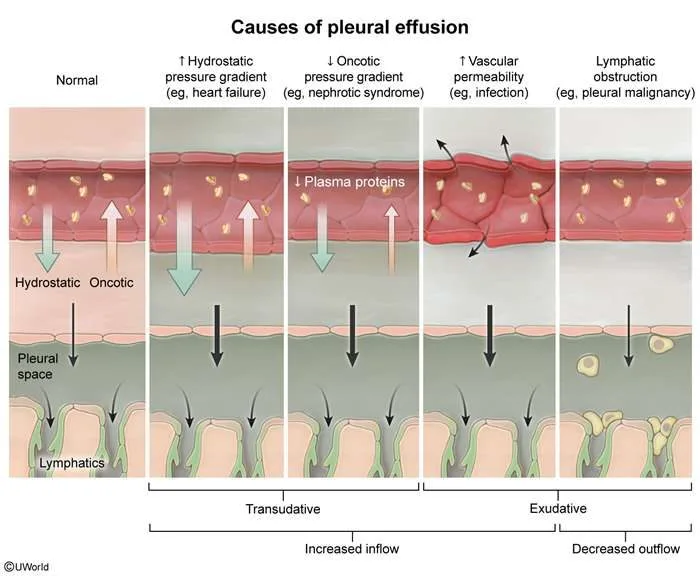 Causes of pleural effusion
Normal
↑ Hydrostatic
pressure gradient
(eg, heart failure)
↓ Oncotic
pressure gradient
(eg, nephrotic syndrome)
↑ Vascular
permeability
(eg, infection)
Lymphatic
obstruction
(eg, pleural malignancy)
↓ Plasma proteins
Hydrostatic Oncotic
Pleural
space
Lymphatics
Transudative
Exudative
Increased inflow
Decreased outflow
©UWorld